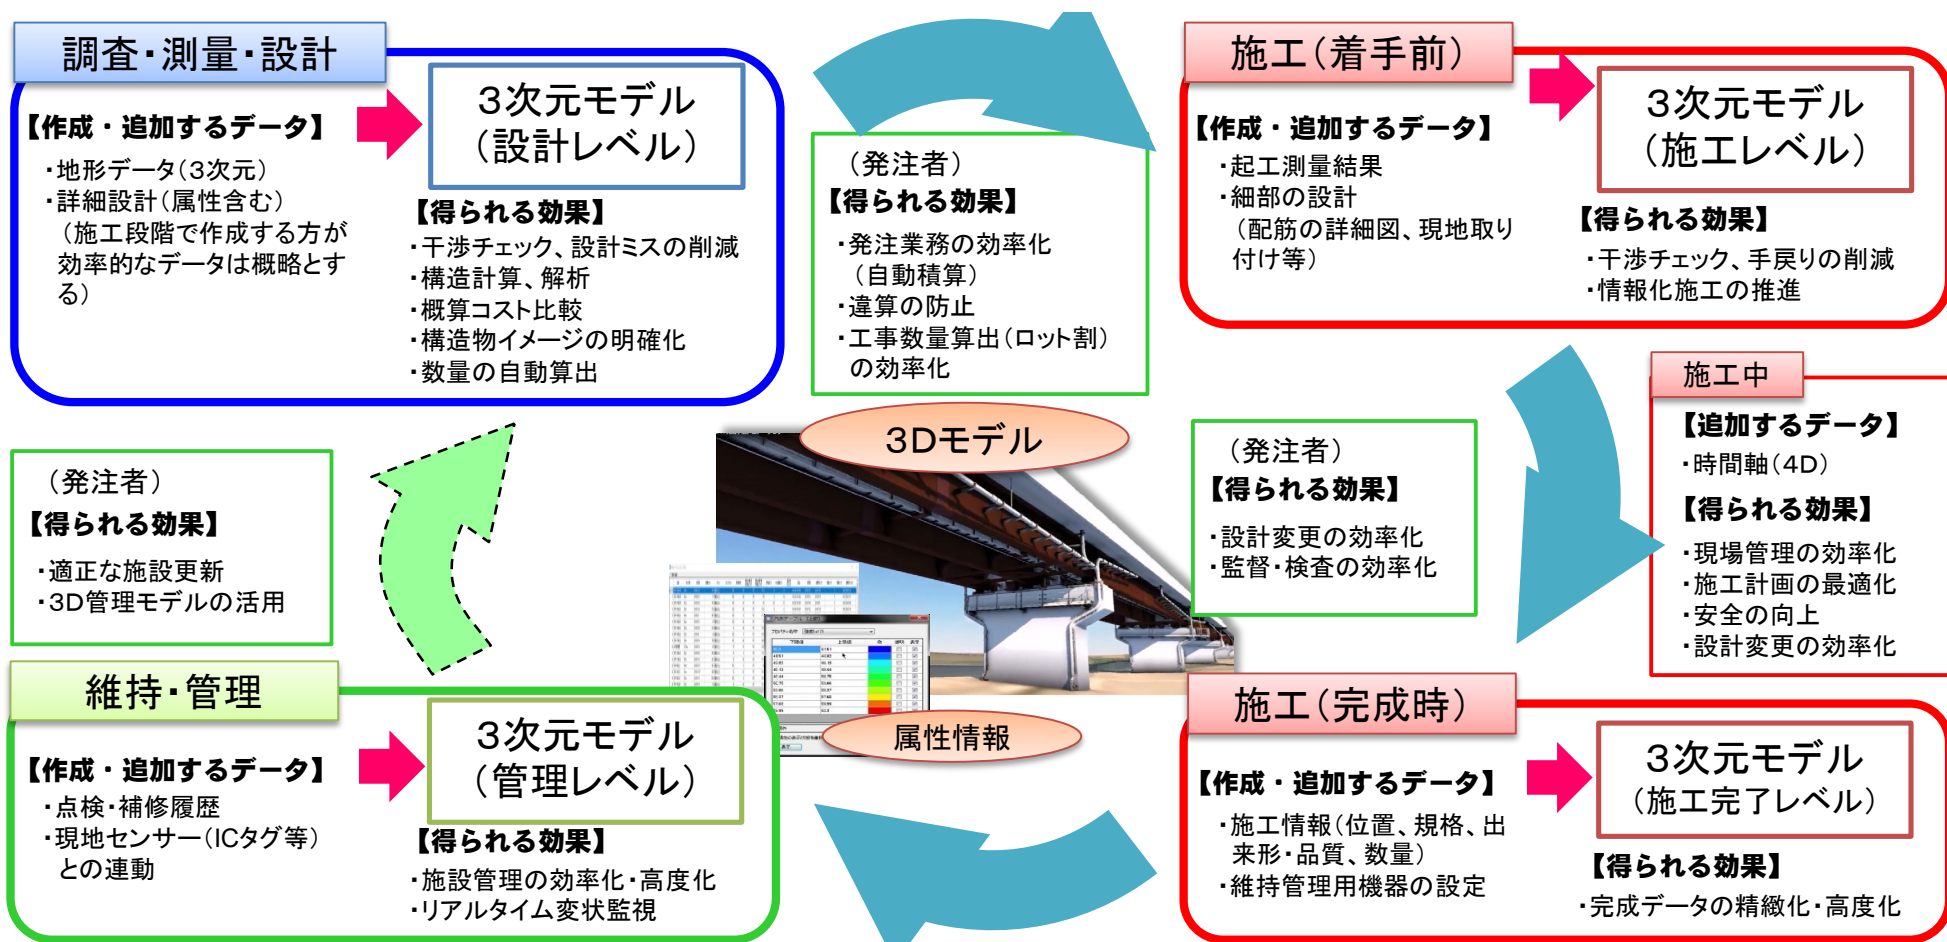 調査・測量・設計
【作成・追加するデータ】
・地形データ（３次元）
・詳細設計（属性含む）
（施工段階で作成する方が
効率的なデータは概略とす
る）
３次元モデル
（設計レベル）
【得られる効果】
・干渉チェック、設計ミスの削減
・構造計算、解析
・概算コスト比較
・構造物イメージの明確化
・数量の自動算出
（発注者）
【得られる効果】
・発注業務の効率化
（自動積算）
・違算の防止
・工事数量算出（ロット割）
の効率化
施工（着手前）
【作成・追加するデータ】
・起工測量結果
・細部の設計
（配筋の詳細図、現地取り
付け等）
３次元モデル
（施工レベル）
【得られる効果】
・干渉チェック、手戻りの削減
・情報化施工の推進
施工中
【追加するデータ】
・時間軸（４Ｄ）
【得られる効果】
・現場管理の効率化
・施工計画の最適化
・安全の向上
・設計変更の効率化
（発注者）
【得られる効果】
・設計変更の効率化
・監督・検査の効率化
３Ｄモデル
属性情報
（発注者）
【得られる効果】
・適正な施設更新
・３Ｄ管理モデルの活用
維持・管理
【作成・追加するデータ】
・点検・補修履歴
・現地センサー（ＩＣタグ等）
との連動
３次元モデル
（管理レベル）
【得られる効果】
・施設管理の効率化・高度化
・リアルタイム変状監視
施工（完成時）
【作成・追加するデータ】
・施工情報（位置、規格、出
来形・品質、数量）
・維持管理用機器の設定
３次元モデル
（施工完了レベル）
【得られる効果】
・完成データの精緻化・高度化